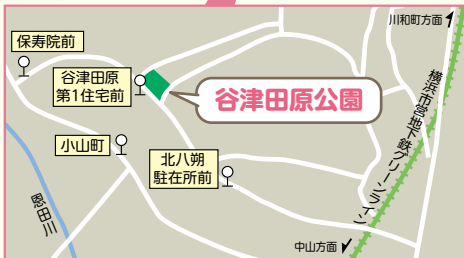 川和町方面
保寿院前
谷津田原
第1住宅前
谷津田原公園
横浜市営地下鉄グリーンライン
小山町
北八朔
駐在所前
恩田川
中山方面